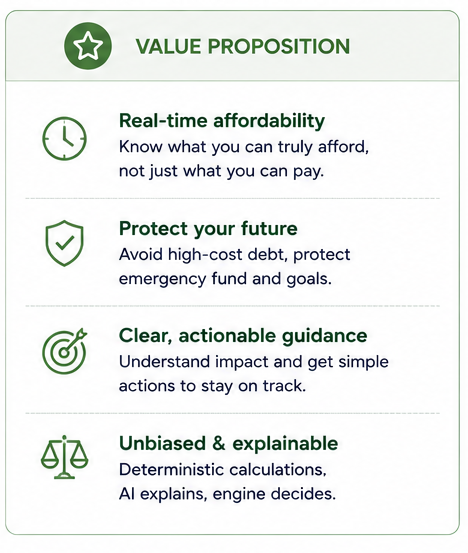 VALUE PROPOSITION
Real-time affordability
Know what you can truly afford,
not just what you can pay.
Protect your future
Avoid high-cost debt, protect
emergency fund and goals.
Clear, actionable guidance
Understand impact and get simple
actions to stay on track.
Unbiased & explainable
Deterministic calculations,
AI explains, engine decides.